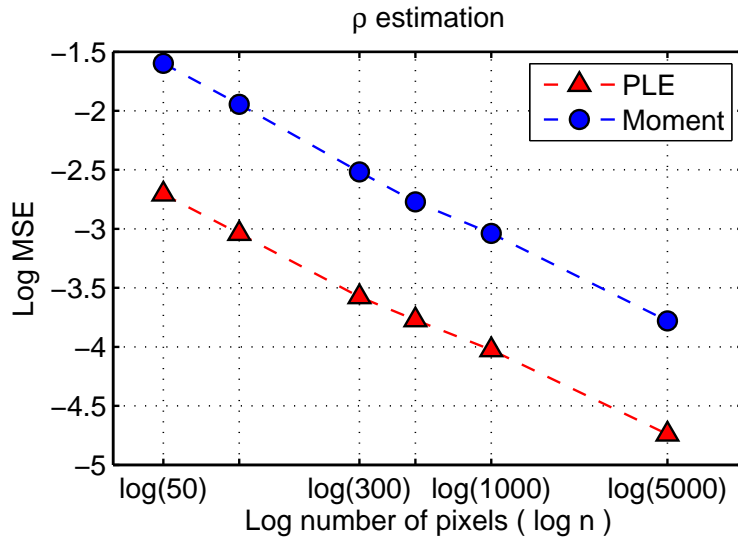 ρ estimation
−1.5
−2
−2.5
−3
−3.5
−4
−4.5
−5
Log MSE
PLE
Moment
log(50)
log(300)
log(1000)
log(5000)
Log number of pixels ( log n )